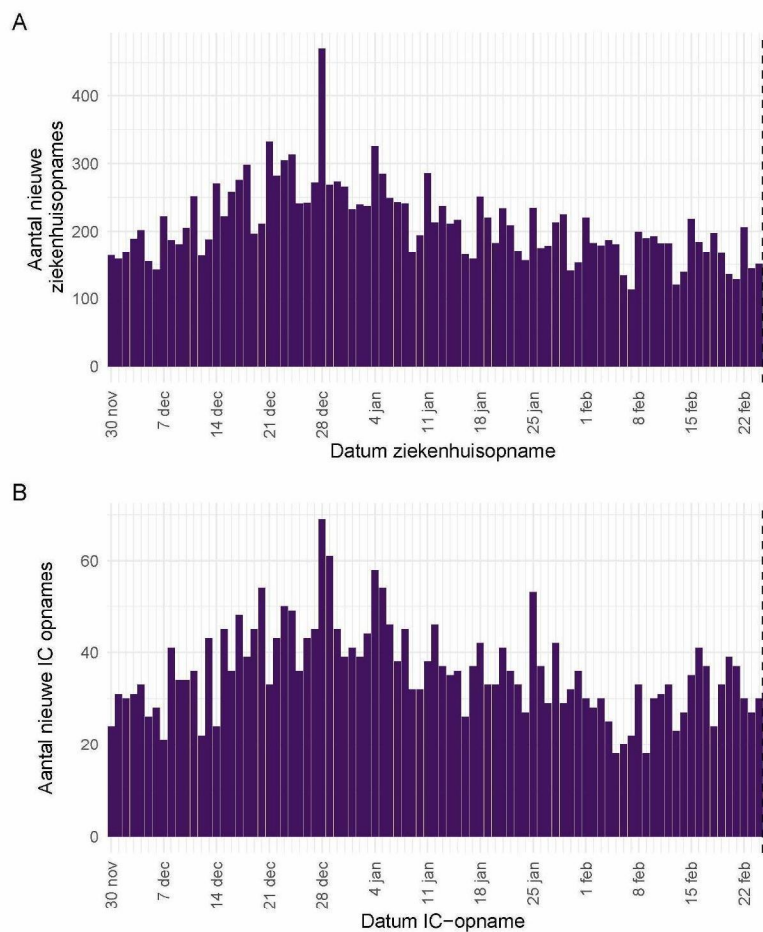 A
Aantal nieuwe
ziekenhuisopnames
400
300
200
100
0
30 nov
7 dec
14 dec
21 dec
28 dec
4 jan
11 jan
18 jan
25 jan
1 feb
8 feb
15 feb
22 feb
Datum ziekenhuisopname
B
Aantal nieuwe IC opnames
60
40
20
0
30 nov
7 dec
14 dec
21 dec
28 dec
4 jan
11 jan
18 jan
25 jan
1 feb
8 feb
15 feb
22 feb
Datum IC-opname